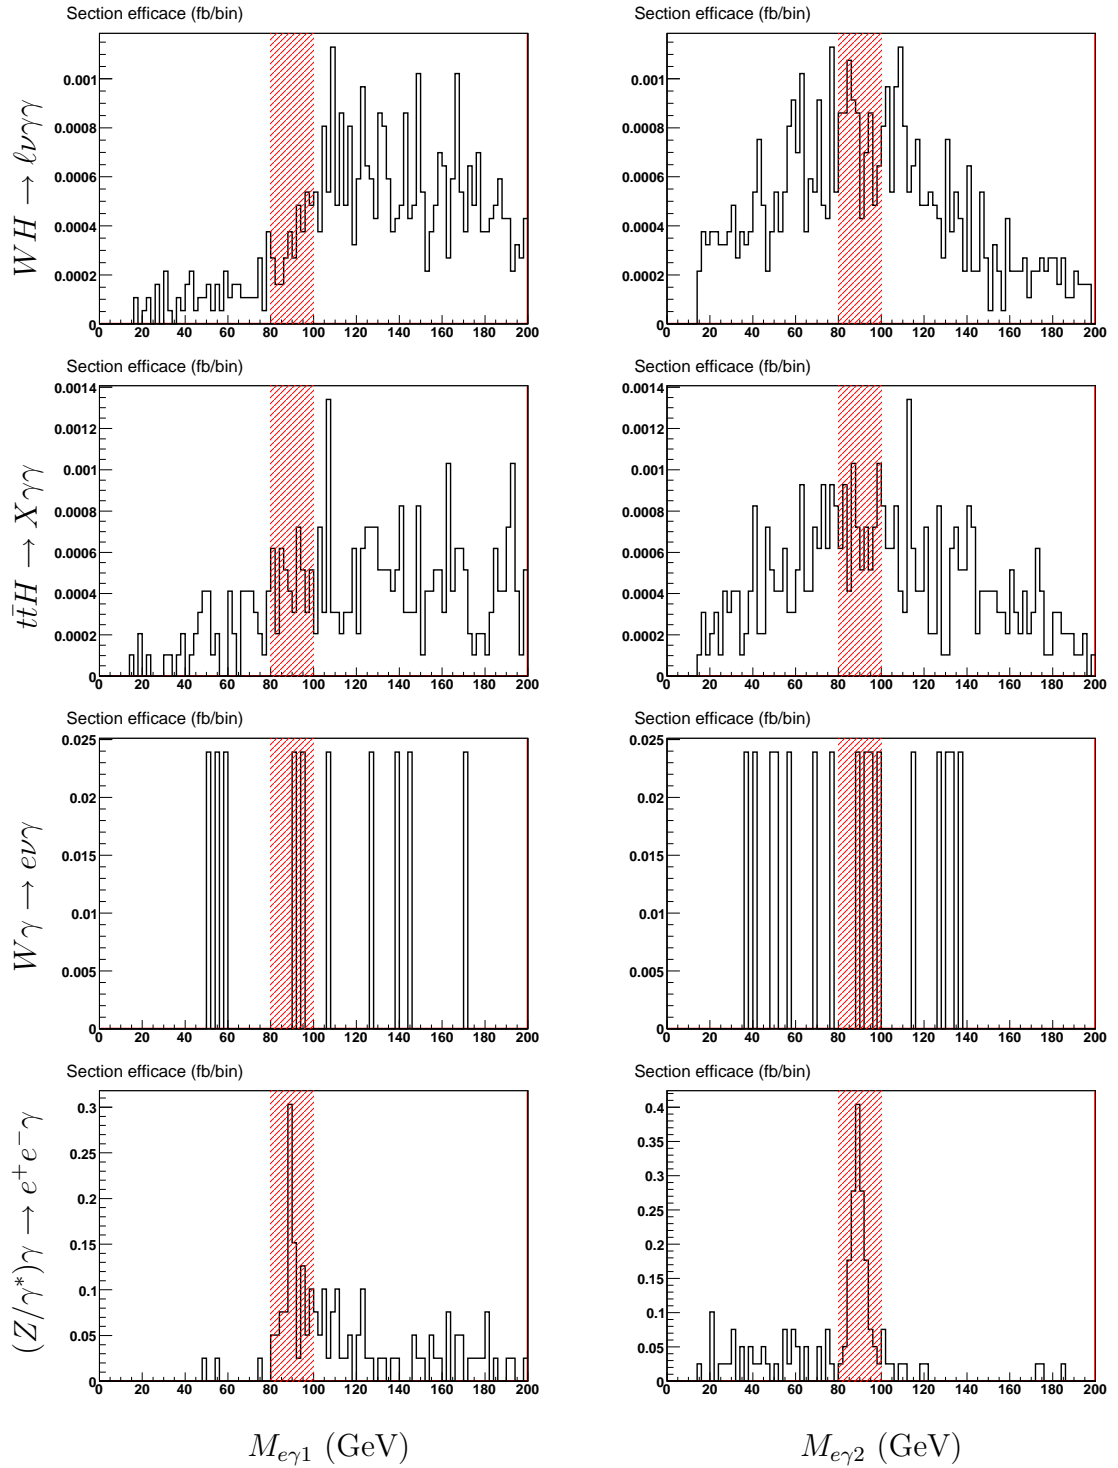 Section efficace (fb/bin) Section efficace (fb/bin)
WH → ℓνγγ
0.001 0.0008 0.0006 0.0004 0.0002 0
0 20 40 60 80 100 120 140 160 180 200
0.001 0.0008 0.0006 0.0004 0.0002 0
0 20 40 60 80 100 120 140 160 180 200
Section efficace (fb/bin) Section efficace (fb/bin)
tt̄H → Xγγ
0.0014 0.0012 0.001 0.0008 0.0006 0.0004 0.0002 0
0 20 40 60 80 100 120 140 160 180 200
0.0014 0.0012 0.001 0.0008 0.0006 0.0004 0.0002 0
0 20 40 60 80 100 120 140 160 180 200
Section efficace (fb/bin) Section efficace (fb/bin)
Wγ → eνγ
0.025 0.02 0.015 0.01 0.005 0
0 20 40 60 80 100 120 140 160 180 200
0.025 0.02 0.015 0.01 0.005 0
0 20 40 60 80 100 120 140 160 180 200
Section efficace (fb/bin) Section efficace (fb/bin)
(Z/γ*)γ → e⁺e⁻γ
0.3 0.25 0.2 0.15 0.1 0.05 0
0 20 40 60 80 100 120 140 160 180 200
0.4 0.35 0.3 0.25 0.2 0.15 0.1 0.05 0
0 20 40 60 80 100 120 140 160 180 200
M_{eγ1} (GeV) M_{eγ2} (GeV)